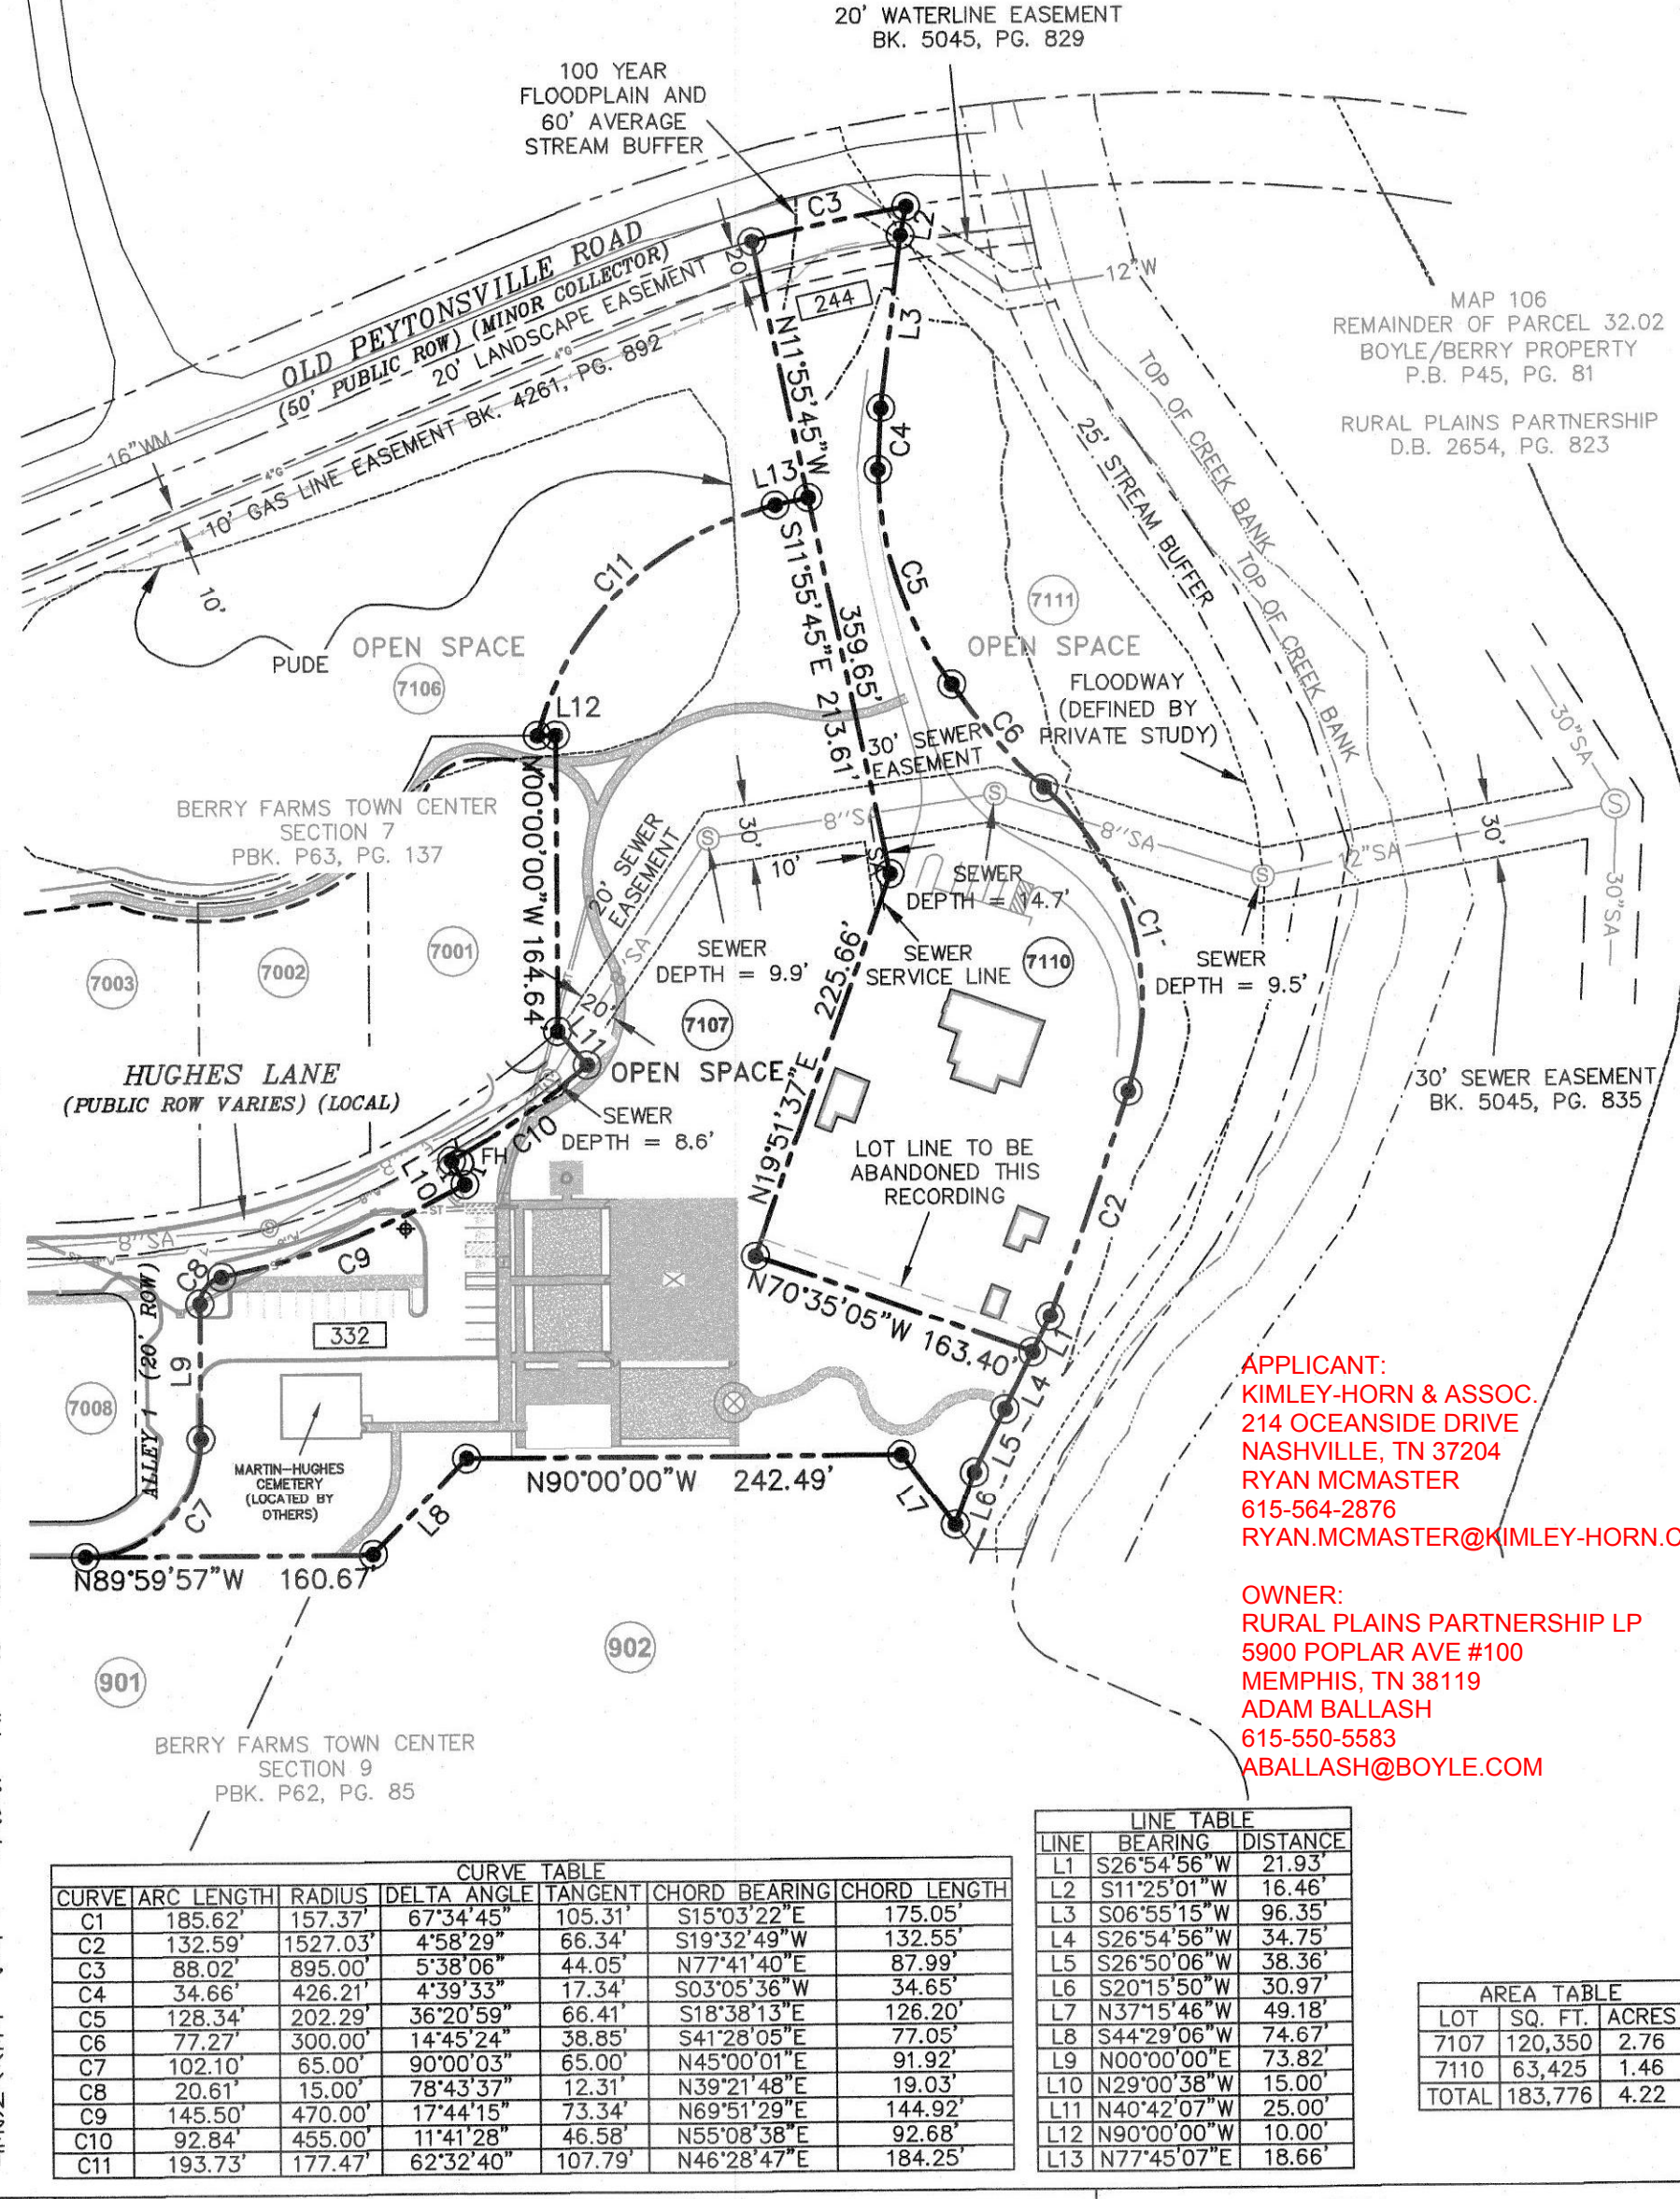 20' WATERLINE EASEMENT
BK. 5045, PG. 829
100 YEAR
FLOODPLAIN AND
60' AVERAGE
STREAM BUFFER
C3
L2
12"W
OLD PEYTONSVILLE ROAD
(50' PUBLIC ROW) (MINOR COLLECTOR)
20' LANDSCAPE EASEMENT
10' GAS LINE EASEMENT BK. 4261, PG. 892
20'
244
L3
16"WM
4"G
4"G
10'
MAP 106
REMAINDER OF PARCEL 32.02
BOYLE/BERRY PROPERTY
P.B. P45, PG. 81
RURAL PLAINS PARTNERSHIP
D.B. 2654, PG. 823
TOP OF CREEK BANK
TOP OF CREEK BANK
25' STREAM BUFFER
N11°55'45"W
359.65'
S11°55'45"E 213.61'
C4
L13
C11
C5
7111
OPEN SPACE
PUDE
OPEN SPACE
7106
L12
C6
FLOODWAY
(DEFINED BY
PRIVATE STUDY)
30' SEWER
EASEMENT
30"SA
S
BERRY FARMS TOWN CENTER
SECTION 7
PBK. P63, PG. 137
N00°00'00"W 164.64'
20' SEWER
EASEMENT
30'
8"SA
S
S
8"SA
12"SA
30'
S
30"SA
10'
SA
SEWER
DEPTH = 14.7'
C1
SEWER
DEPTH = 9.9'
SEWER
SERVICE LINE
7110
SEWER
DEPTH = 9.5'
7003
7002
7001
225.66'
N19°51'37"E
20'
L11
7107
OPEN SPACE
HUGHES LANE
(PUBLIC ROW VARIES) (LOCAL)
SEWER
DEPTH = 8.6'
30' SEWER EASEMENT
BK. 5045, PG. 835
C10
FH
L10
ST
LOT LINE TO BE
ABANDONED THIS
RECORDING
C2
8"SA
S
C9
C8
N70°35'05"W 163.40'
L1
332
L9
ALLEY 1 (20' ROW)
7008
L4
L5
L6
MARTIN-HUGHES
CEMETERY
(LOCATED BY
OTHERS)
C7
L8
N90°00'00"W 242.49'
L7
N89°59'57"W 160.67'
APPLICANT:
KIMLEY-HORN & ASSOC.
214 OCEANSIDE DRIVE
NASHVILLE, TN 37204
RYAN MCMASTER
615-564-2876
RYAN.MCMASTER@KIMLEY-HORN.C
OWNER:
RURAL PLAINS PARTNERSHIP LP
5900 POPLAR AVE #100
MEMPHIS, TN 38119
ADAM BALLASH
615-550-5583
ABALLASH@BOYLE.COM
901
902
BERRY FARMS TOWN CENTER
SECTION 9
PBK. P62, PG. 85
CURVE TABLE
CURVE ARC LENGTH RADIUS DELTA ANGLE TANGENT CHORD BEARING CHORD LENGTH
C1 185.62' 157.37' 67°34'45" 105.31' S15°03'22"E 175.05'
C2 132.59' 1527.03' 4°58'29" 66.34' S19°32'49"W 132.55'
C3 88.02' 895.00' 5°38'06" 44.05' N77°41'40"E 87.99'
C4 34.66' 426.21' 4°39'33" 17.34' S03°05'36"W 34.65'
C5 128.34' 202.29' 36°20'59" 66.41' S18°38'13"E 126.20'
C6 77.27' 300.00' 14°45'24" 38.85' S41°28'05"E 77.05'
C7 102.10' 65.00' 90°00'03" 65.00' N45°00'01"E 91.92'
C8 20.61' 15.00' 78°43'37" 12.31' N39°21'48"E 19.03'
C9 145.50' 470.00' 17°44'15" 73.34' N69°51'29"E 144.92'
C10 92.84' 455.00' 11°41'28" 46.58' N55°08'38"E 92.68'
C11 193.73' 177.47' 62°32'40" 107.79' N46°28'47"E 184.25'
LINE TABLE
LINE BEARING DISTANCE
L1 S26°54'56"W 21.93'
L2 S11°25'01"W 16.46'
L3 S06°55'15"W 96.35'
L4 S26°54'56"W 34.75'
L5 S26°50'06"W 38.36'
L6 S20°15'50"W 30.97'
L7 N37°15'46"W 49.18'
L8 S44°29'06"W 74.67'
L9 N00°00'00"E 73.82'
L10 N29°00'38"W 15.00'
L11 N40°42'07"W 25.00'
L12 N90°00'00"W 10.00'
L13 N77°45'07"E 18.66'
AREA TABLE
LOT SQ. FT. ACRES
7107 120,350 2.76
7110 63,425 1.46
TOTAL 183,776 4.22